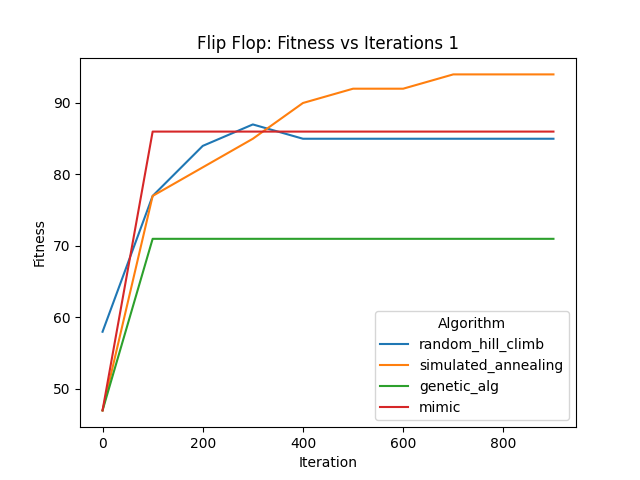 Flip Flop: Fitness vs Iterations 1
Fitness
90
80
70
60
50
Algorithm
random_hill_climb
simulated_annealing
genetic_alg
mimic
0 200 400 600 800
Iteration